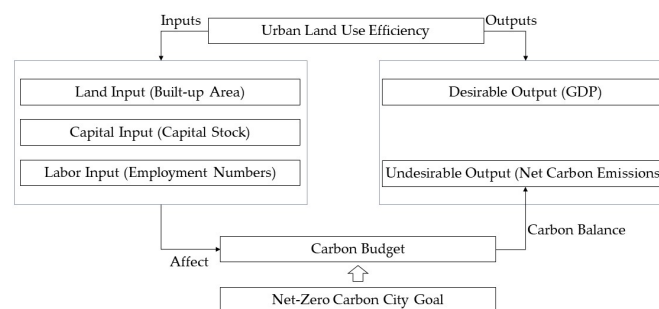 Inputs
Urban Land Use Efficiency
Outputs
Land Input (Built-up Area)
Capital Input (Capital Stock)
Labor Input (Employment Numbers)
Desirable Output (GDP)
Undesirable Output (Net Carbon Emissions
Affect
Carbon Budget
Carbon Balance
Net-Zero Carbon City Goal